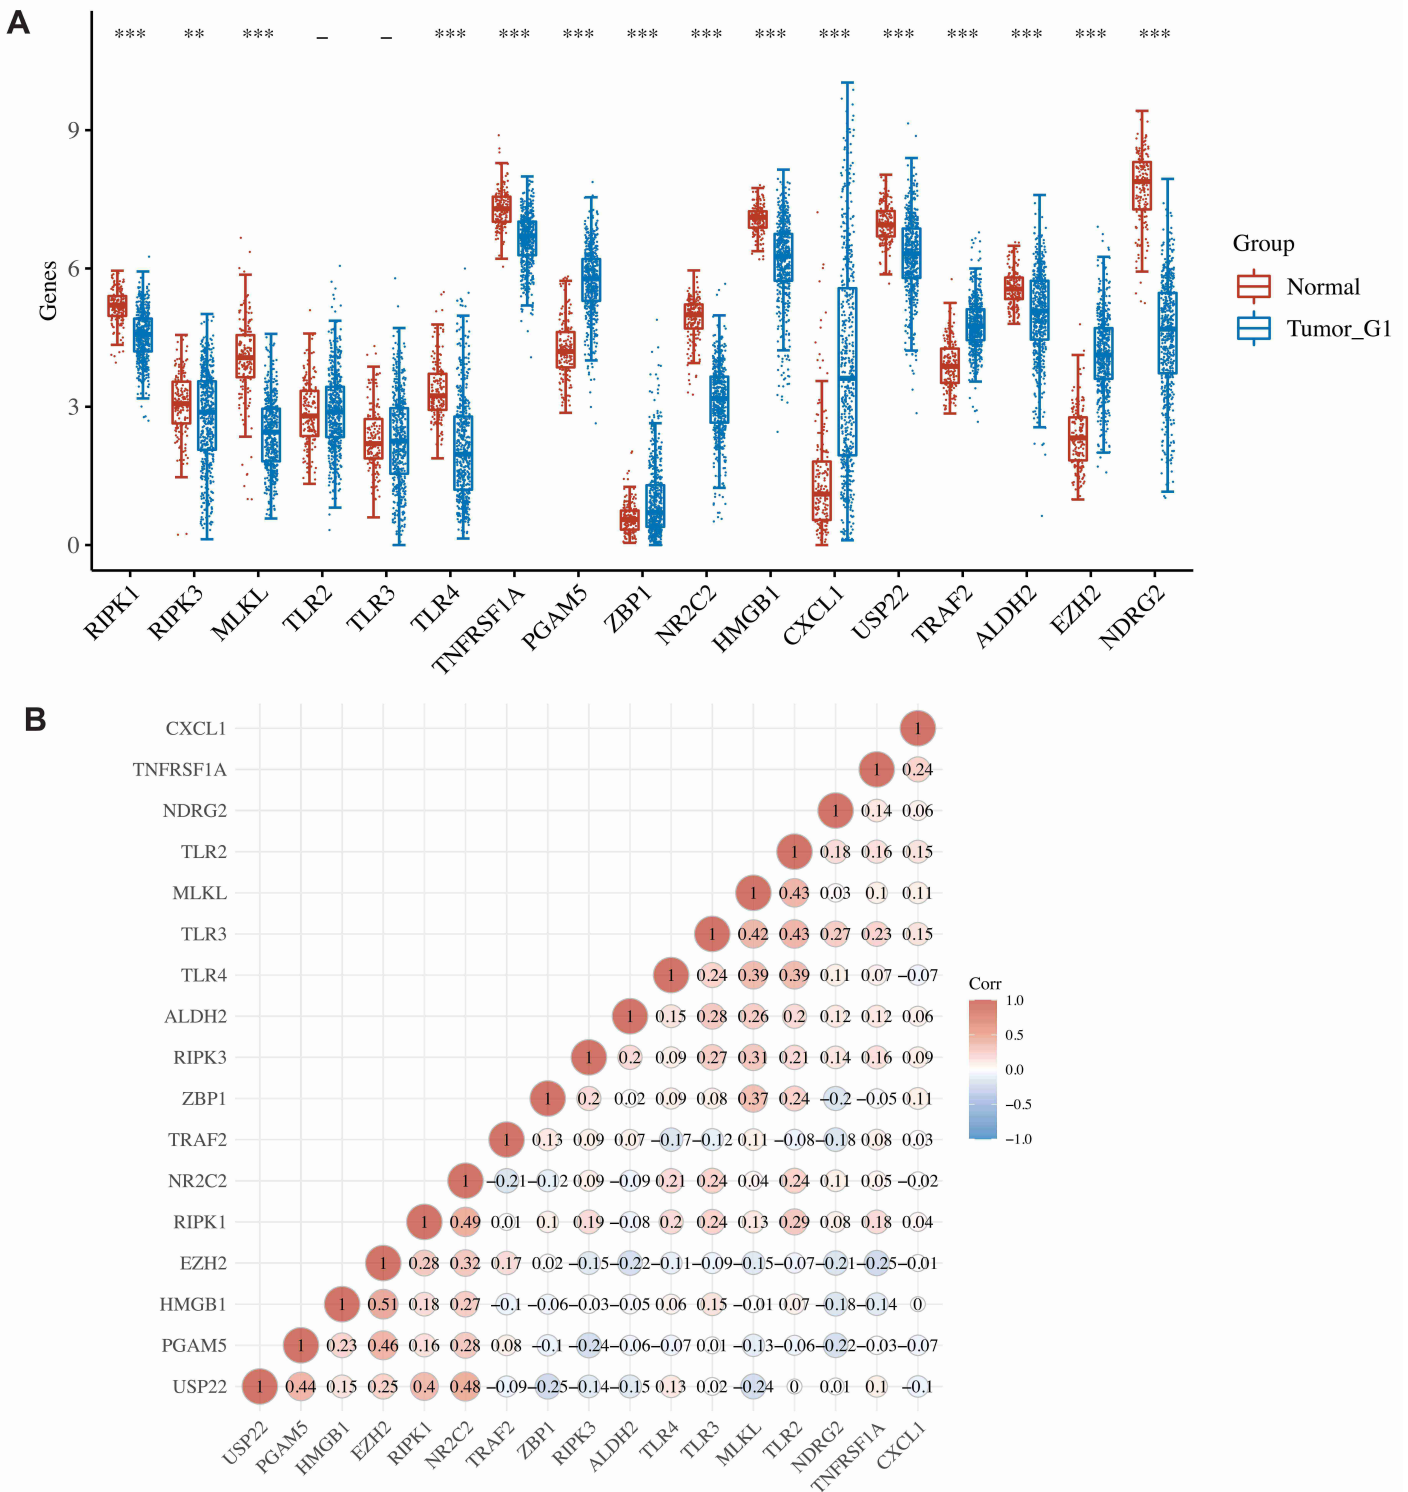 A
*** ** *** – – *** *** *** *** *** *** *** *** *** *** *** ***
9
6
3
0
Genes
RIPK1 RIPK3 MLKL TLR2 TLR3 TLR4 TNFRSF1A PGAM5 ZBP1 NR2C2 HMGB1 CXCL1 USP22 TRAF2 ALDH2 EZH2 NDRG2
Group
Normal
Tumor_G1
B
CXCL1 1
TNFRSF1A 1 0.24
NDRG2 1 0.14 0.06
TLR2 1 0.18 0.16 0.15
MLKL 1 0.43 0.03 0.1 0.11
TLR3 1 0.42 0.43 0.27 0.23 0.15
TLR4 1 0.24 0.39 0.39 0.11 0.07 −0.07
ALDH2 1 0.15 0.28 0.26 0.2 0.12 0.12 0.06
RIPK3 1 0.2 0.09 0.27 0.31 0.21 0.14 0.16 0.09
ZBP1 1 0.2 0.02 0.09 0.08 0.37 0.24 −0.2 −0.05 0.11
TRAF2 1 0.13 0.09 0.07 −0.17 −0.12 0.11 −0.08 −0.18 0.08 0.03
NR2C2 1 −0.21 −0.12 0.09 −0.09 0.21 0.24 0.04 0.24 0.11 0.05 −0.02
RIPK1 1 0.49 0.01 0.1 0.19 −0.08 0.2 0.24 0.13 0.29 0.08 0.18 0.04
EZH2 1 0.28 0.32 0.17 0.02 −0.15 −0.22 −0.11 −0.09 −0.15 −0.07 −0.21 −0.25 −0.01
HMGB1 1 0.51 0.18 0.27 −0.1 −0.06 −0.03 −0.05 0.06 0.15 −0.01 0.07 −0.18 −0.14 0
PGAM5 1 0.23 0.46 0.16 0.28 0.08 −0.1 −0.24 −0.06 −0.07 0.01 −0.13 −0.06 −0.22 −0.03 −0.07
USP22 1 0.44 0.15 0.25 0.4 0.48 −0.09 −0.25 −0.14 −0.15 0.13 0.02 −0.24 0 0.01 0.1 −0.1
USP22 PGAM5 HMGB1 EZH2 RIPK1 NR2C2 TRAF2 ZBP1 RIPK3 ALDH2 TLR4 TLR3 MLKL TLR2 NDRG2 TNFRSF1A CXCL1
Corr
1.0
0.5
0.0
−0.5
−1.0